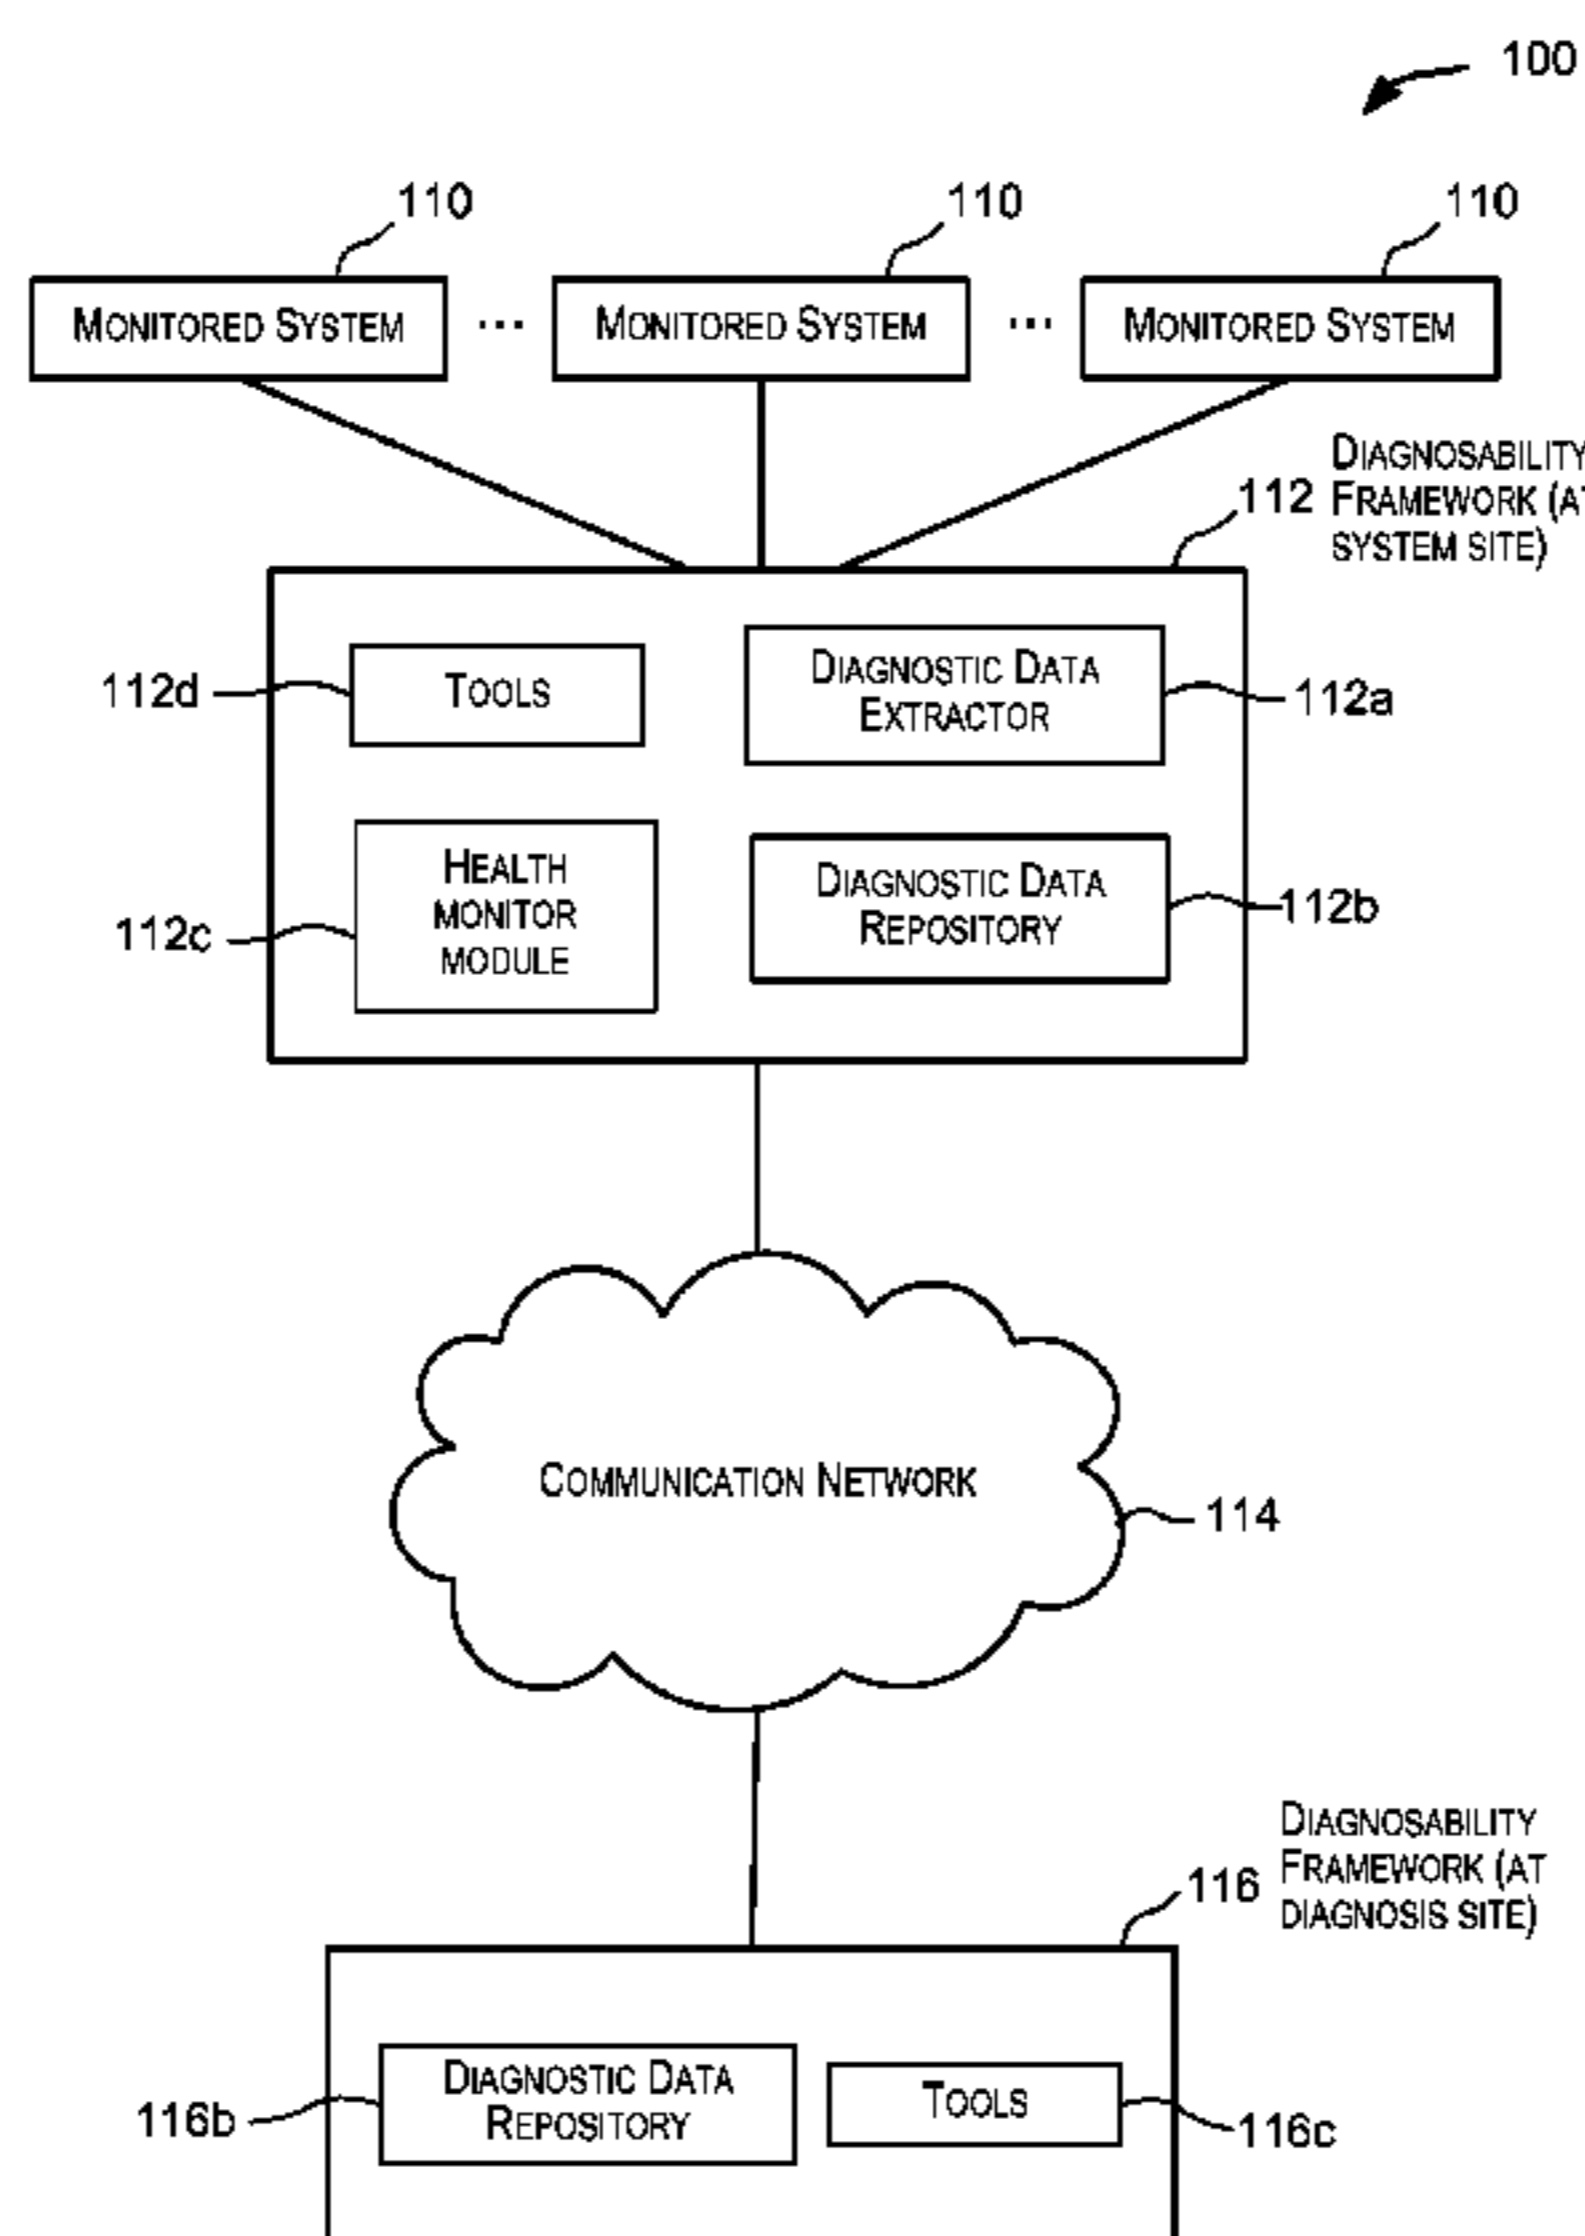 100
110
110
110
MONITORED SYSTEM
...
MONITORED SYSTEM
...
MONITORED SYSTEM
DIAGNOSABILITY
112
FRAMEWORK (AT
SYSTEM SITE)
112d
TOOLS
DIAGNOSTIC DATA
EXTRACTOR
112a
HEALTH
MONITOR
MODULE
112c
DIAGNOSTIC DATA
REPOSITORY
112b
COMMUNICATION NETWORK
114
DIAGNOSABILITY
116
FRAMEWORK (AT
DIAGNOSIS SITE)
DIAGNOSTIC DATA
REPOSITORY
116b
TOOLS
116c